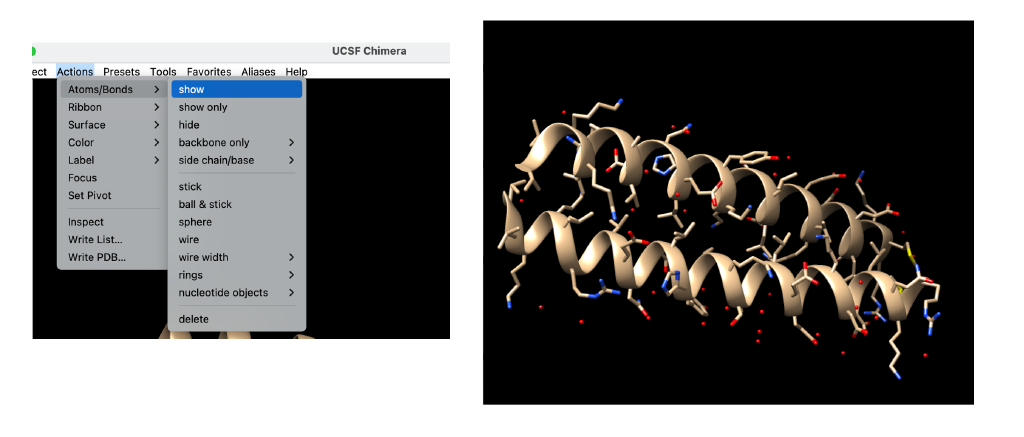 UCSF Chimera
ect Actions Presets Tools Favorites Aliases Help
Atoms/Bonds
Ribbon
Surface
Color
Label
Focus
Set Pivot
Inspect
Write List...
Write PDB...
show
show only
hide
backbone only
side chain/base
stick
ball & stick
sphere
wire
wire width
rings
nucleotide objects
delete